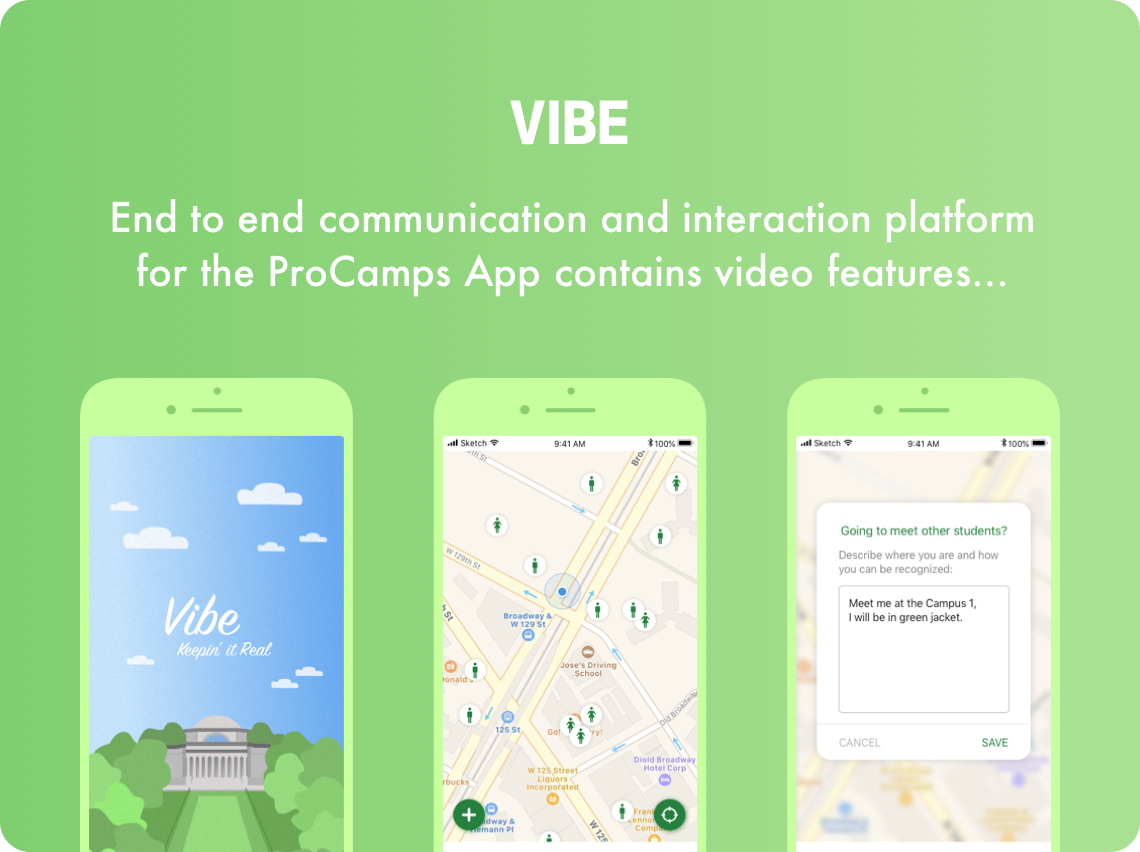 VIBE
End to end communication and interaction platform
for the ProCamps App contains video features...
Vibe
Keepin' it Real
Sketch
9:41 AM
100%
Broadway &
W 129 St
W 129th St
Jose's Driving
School
125 St
Old Broadway
Diold Broadway
Hotel Corp
W 125 Street
Liquors
Incorporated
W 125
Sketch
9:41 AM
100%
Going to meet other students?
Describe where you are and how
you can be recognized:
Meet me at the Campus 1,
I will be in green jacket.
CANCEL
SAVE